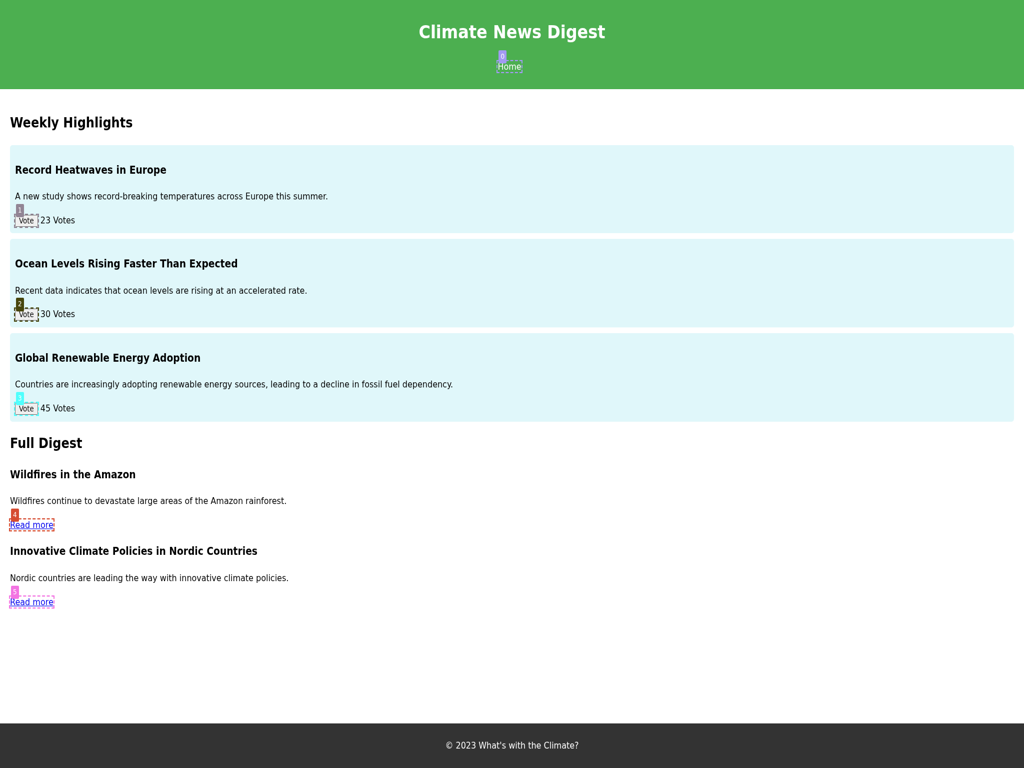 Climate News Digest
0
Home
Weekly Highlights
Record Heatwaves in Europe
A new study shows record-breaking temperatures across Europe this summer.
1
Vote 23 Votes
Ocean Levels Rising Faster Than Expected
Recent data indicates that ocean levels are rising at an accelerated rate.
2
Vote 30 Votes
Global Renewable Energy Adoption
Countries are increasingly adopting renewable energy sources, leading to a decline in fossil fuel dependency.
3
Vote 45 Votes
Full Digest
Wildfires in the Amazon
Wildfires continue to devastate large areas of the Amazon rainforest.
4
Read more
Innovative Climate Policies in Nordic Countries
Nordic countries are leading the way with innovative climate policies.
5
Read more
© 2023 What's with the Climate?